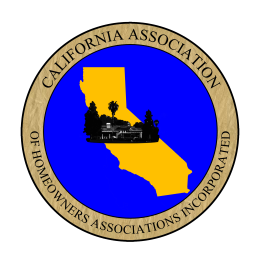 CALIFORNIA ASSOCIATION
OF HOMEOWNERS ASSOCIATIONS INCORPORATED